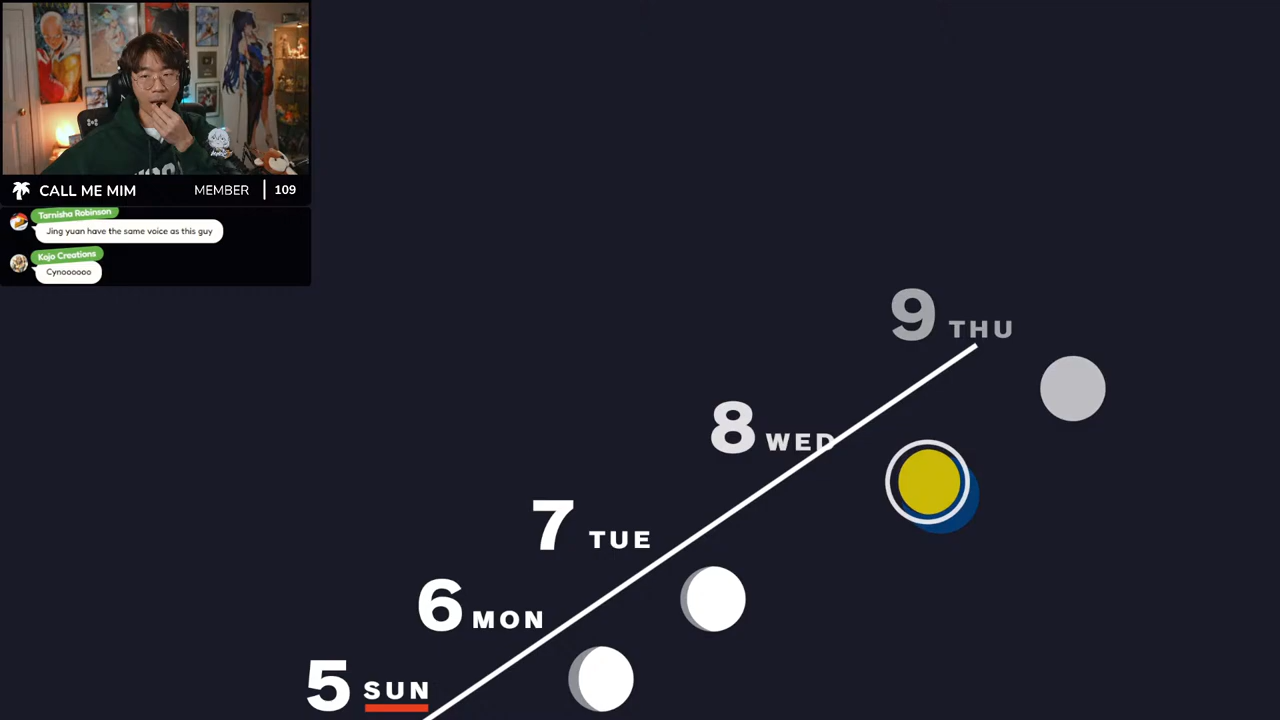 CALL ME MIM MEMBER | 109
Tarnisha Robinson
Jing yuan have the same voice as this guy
Kojo Creations
Cynoooooo
9 THU
8 WED
7 TUE
6 MON
5 SUN